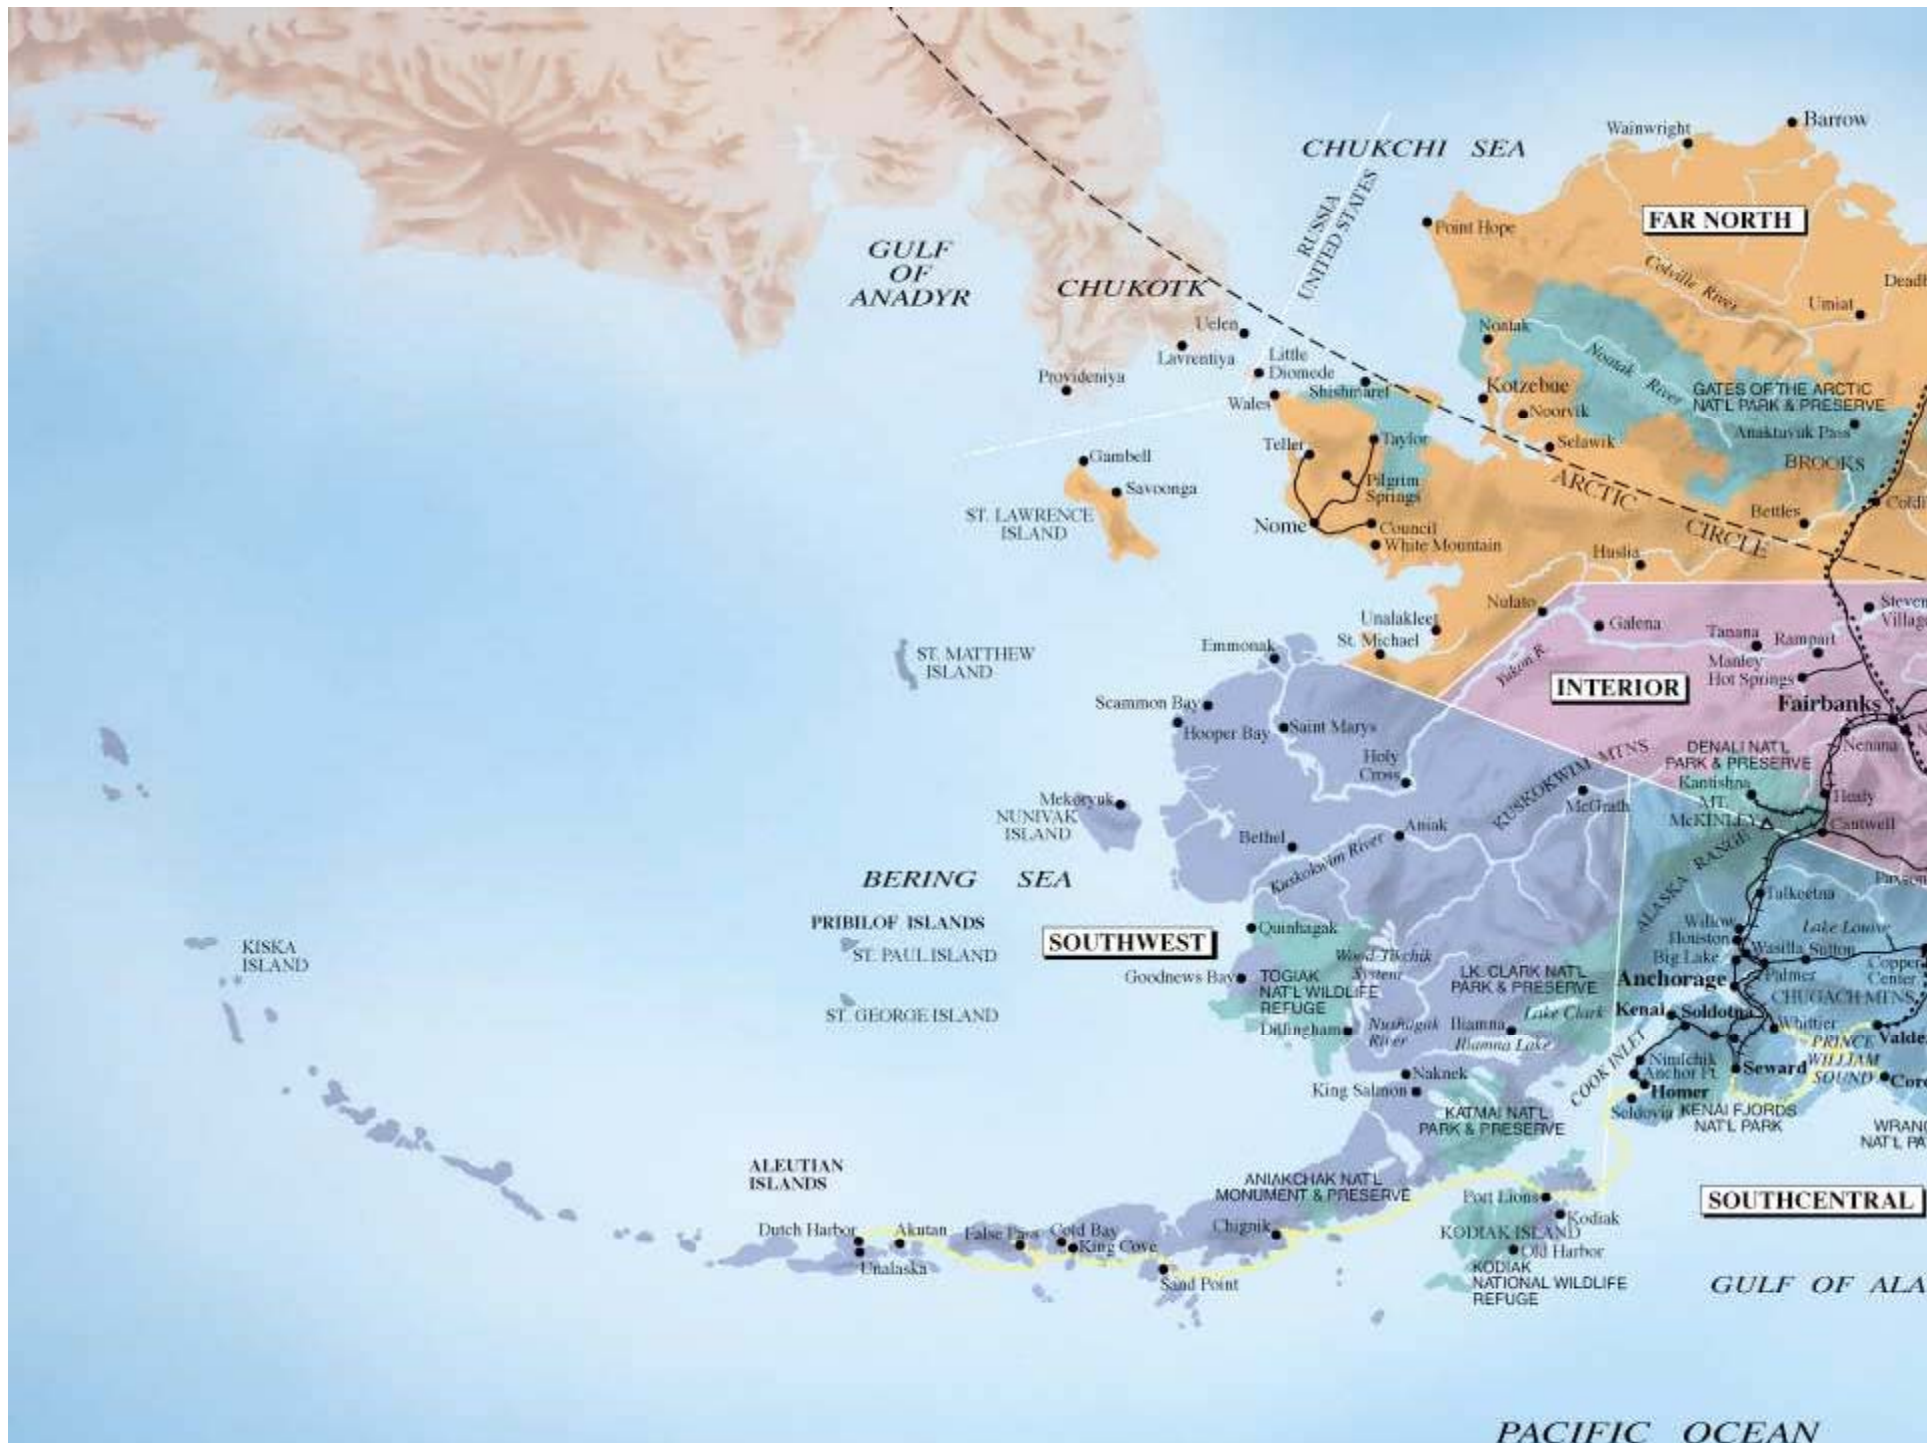 Wainwright
Barrow
CHUKCHI SEA
FAR NORTH
RUSSIA
UNITED STATES
Point Hope
GULF
OF
ANADYR
CHUKOTK
Colville River
Umiat
Uelen
Lavrentiya
Little
Diomede
Provideniya
Wales
Shishmaref
Noatak River
Kotzebue
Noorvik
GATES OF THE ARCTIC
NAT'L PARK & PRESERVE
Anaktuvuk Pass
BROOKS
Selawik
Teller
Taylor
Pilgrim
Springs
Gambell
Savoonga
ST. LAWRENCE
ISLAND
Nome
Council
White Mountain
ARCTIC CIRCLE
Bettles
Huslia
Nulato
Galena
Tanana
Rampart
Manley
Hot Springs
Steven
Village
Unalakleet
St. Michael
Emmonak
Yukon R.
INTERIOR
Fairbanks
Nenana
ST. MATTHEW
ISLAND
Scammon Bay
Hooper Bay
Saint Marys
Holy
Cross
KUSKOKWIM MTNS
McGrath
DENALI NAT'L
PARK & PRESERVE
Kantishna
MT.
McKINLEY
Healy
Cantwell
Mekoryuk
NUNIVAK
ISLAND
Bethel
Aniak
Kuskokwim River
ALASKA RANGE
Paxson
Talkeetna
BERING SEA
PRIBILOF ISLANDS
ST. PAUL ISLAND
ST. GEORGE ISLAND
SOUTHWEST
KISKA
ISLAND
Quinhagak
Goodnews Bay
TOGIAK
NAT'L WILDLIFE
REFUGE
Wood-Tikchik
System
LK. CLARK NAT'L
PARK & PRESERVE
Lake Clark
Dillingham
Nushagak
River
Iliamna
Iliamna Lake
Willow
Houston
Big Lake
Wasilla
Sutton
Lake Louise
Palmer
Copper
Center
Anchorage
CHUGACH MTNS
Kenai
Soldotna
Whittier
Valde
PRINCE
WILLIAM
SOUND
COOK INLET
Ninilchik
Anchor Pt.
Homer
Seldovia
Seward
KENAI FJORDS
NAT'L PARK
WRANG
NAT'L PA
Naknek
King Salmon
KATMAI NAT'L
PARK & PRESERVE
ALEUTIAN
ISLANDS
ANIAKCHAK NAT'L
MONUMENT & PRESERVE
Port Lions
Kodiak
KODIAK ISLAND
Old Harbor
KODIAK
NATIONAL WILDLIFE
REFUGE
SOUTHCENTRAL
Dutch Harbor
Unalaska
Akutan
False Pass
Cold Bay
King Cove
Sand Point
Chignik
GULF OF ALA
PACIFIC OCEAN